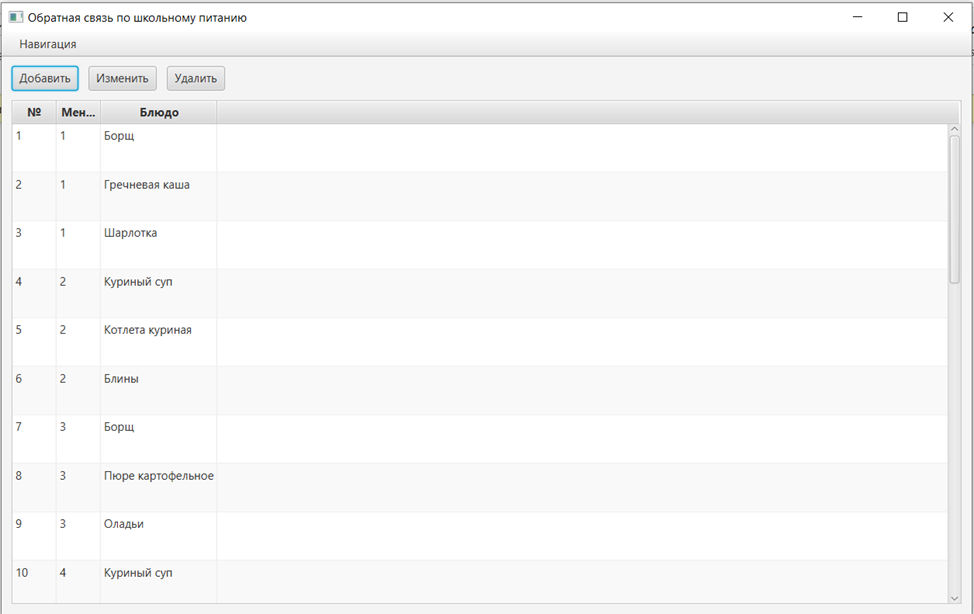 Обратная связь по школьному питанию
Навигация
Добавить Изменить Удалить
№ Мен... Блюдо
1 1 Борщ
2 1 Гречневая каша
3 1 Шарлотка
4 2 Куриный суп
5 2 Котлета куриная
6 2 Блины
7 3 Борщ
8 3 Пюре картофельное
9 3 Оладьи
10 4 Куриный суп